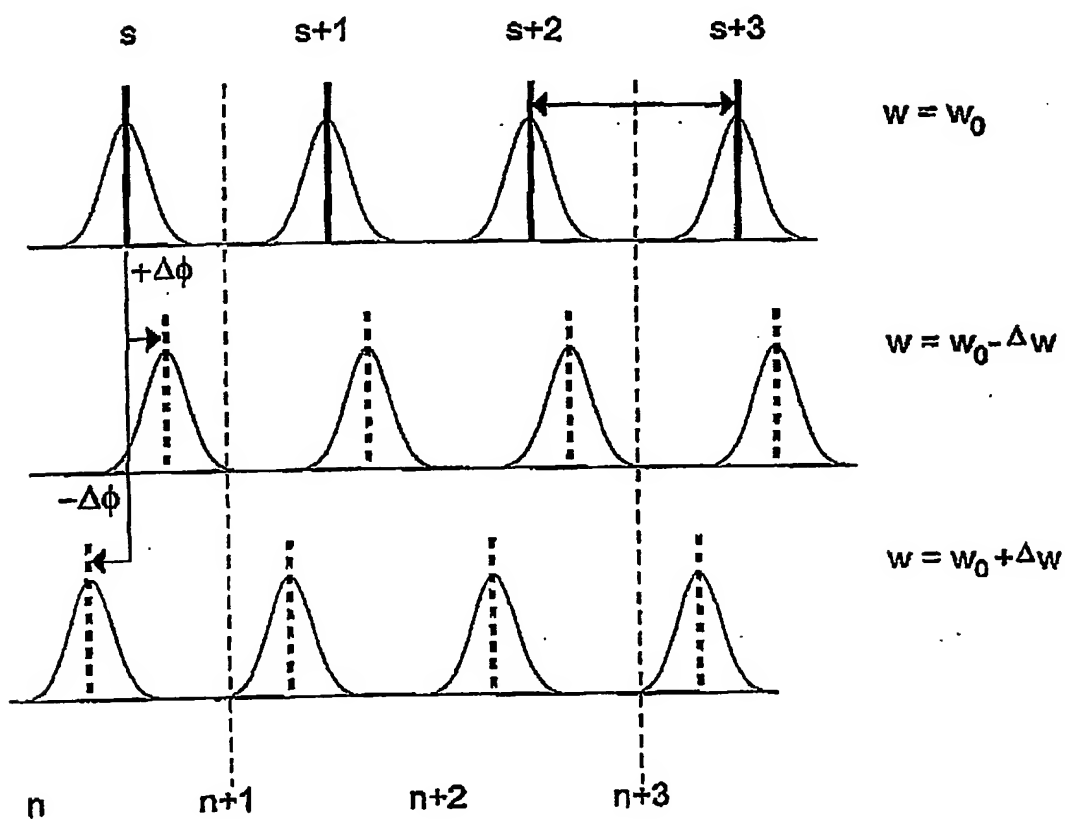 s s+1 s+2 s+3
w = w₀
+Δϕ
w = w₀-Δw
-Δϕ
w = w₀+Δw
n n+1 n+2 n+3